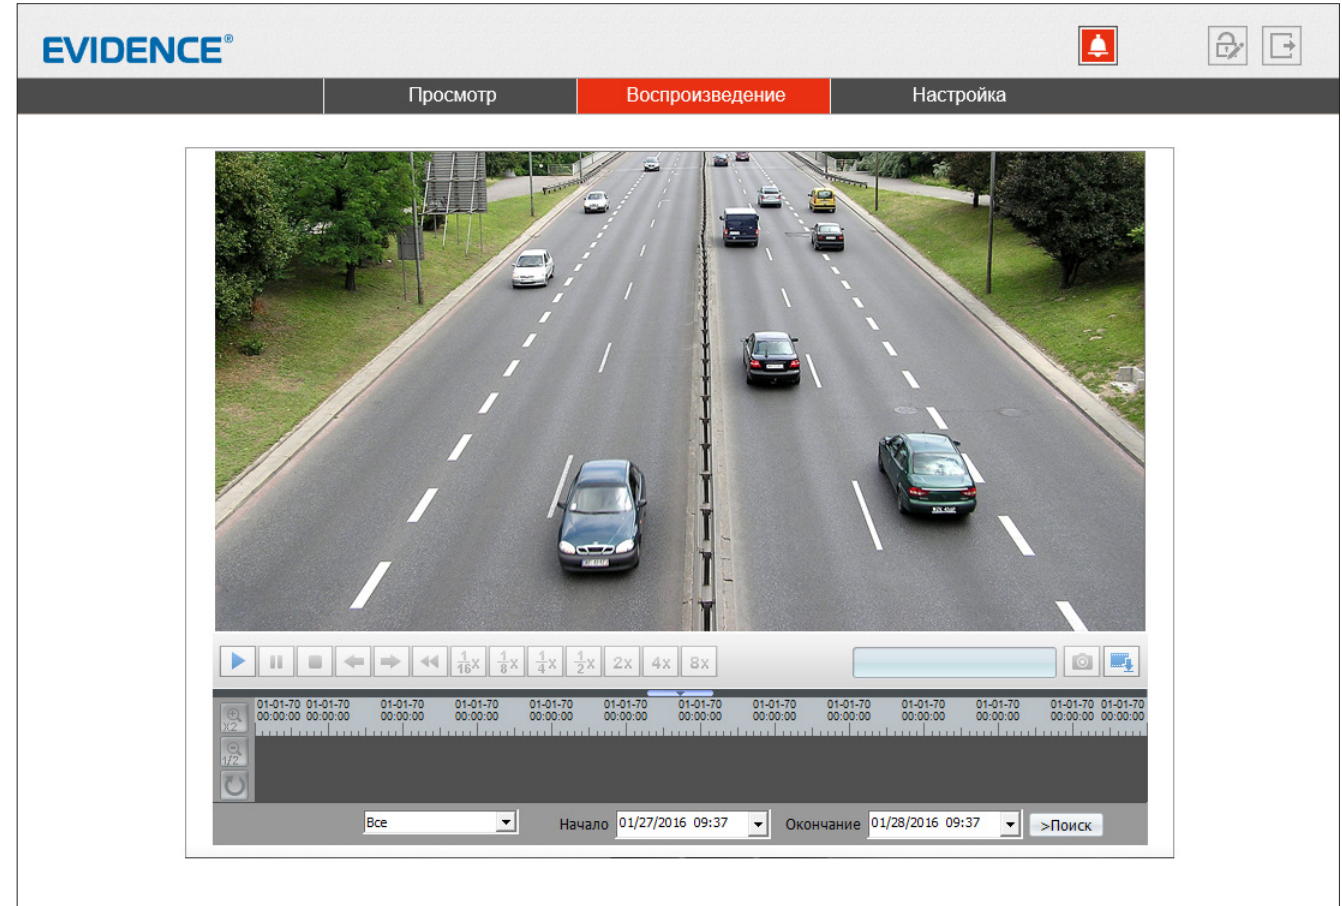 EVIDENCE®
Просмотр Воспроизведение Настройка
1/16x 1/8x 1/4x 1/2x 2x 4x 8x
01-01-70 01-01-70 01-01-70 01-01-70 01-01-70 01-01-70 01-01-70 01-01-70 01-01-70 01-01-70 01-01-70 01-01-70 01-01-70
00:00:00 00:00:00 00:00:00 00:00:00 00:00:00 00:00:00 00:00:00 00:00:00 00:00:00 00:00:00 00:00:00 00:00:00 00:00:00
X2
1/2
Все Начало 01/27/2016 09:37 Окончание 01/28/2016 09:37 >Поиск